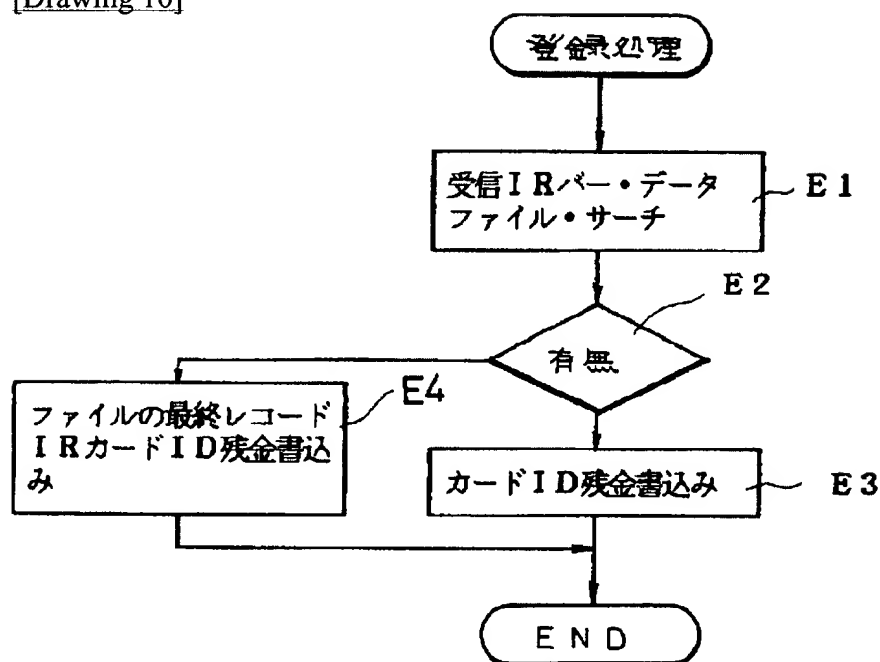 [Drawing 10]
登録処理
受信IRバー・データ
ファイル・サーチ
E1
E2
有無
E4
ファイルの最終レコード
IRカードID残金書込
み
カードID残金書込み
E3
END